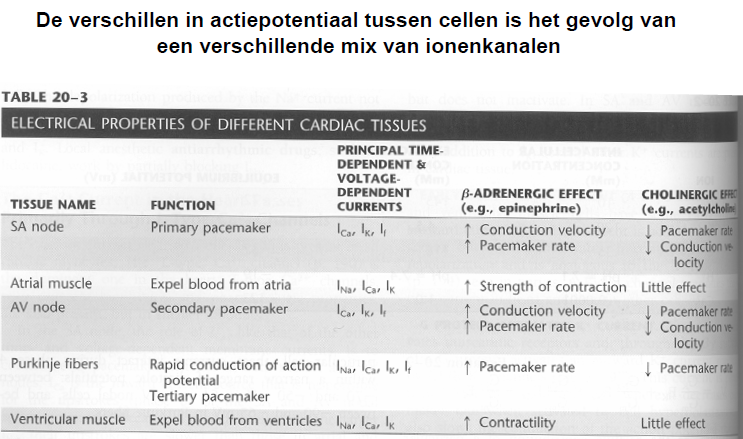 De verschillen in actiepotentiaal tussen cellen is het gevolg van
een verschillende mix van ionenkanalen
TABLE 20–3
ELECTRICAL PROPERTIES OF DIFFERENT CARDIAC TISSUES
TISSUE NAME FUNCTION PRINCIPAL TIME-
DEPENDENT &
VOLTAGE-
DEPENDENT
CURRENTS β-ADRENERGIC EFFECT
(e.g., epinephrine) CHOLINERGIC
(e.g., acetylcholine
SA node Primary pacemaker ICa, IK, If ↑ Conduction velocity ↓ Pacemaker rate
↑ Pacemaker rate ↓ Conduction ve-
locity
Atrial muscle Expel blood from atria INa, ICa, IK ↑ Strength of contraction Little effect
AV node Secondary pacemaker ICa, IK, If ↑ Conduction velocity ↓ Pacemaker rate
↑ Pacemaker rate ↓ Conduction ve-
locity
Purkinje fibers Rapid conduction of action INa, ICa, IK, If ↑ Pacemaker rate ↓ Pacemaker rate
potential
Tertiary pacemaker
Ventricular muscle Expel blood from ventricles INa, ICa, IK ↑ Contractility Little effect